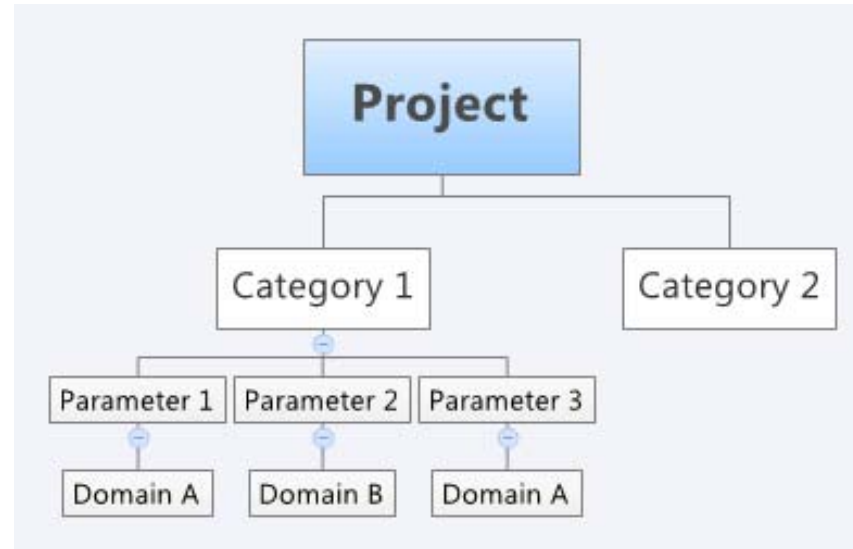 Project
Category 1
Category 2
Parameter 1
Parameter 2
Parameter 3
Domain A
Domain B
Domain A